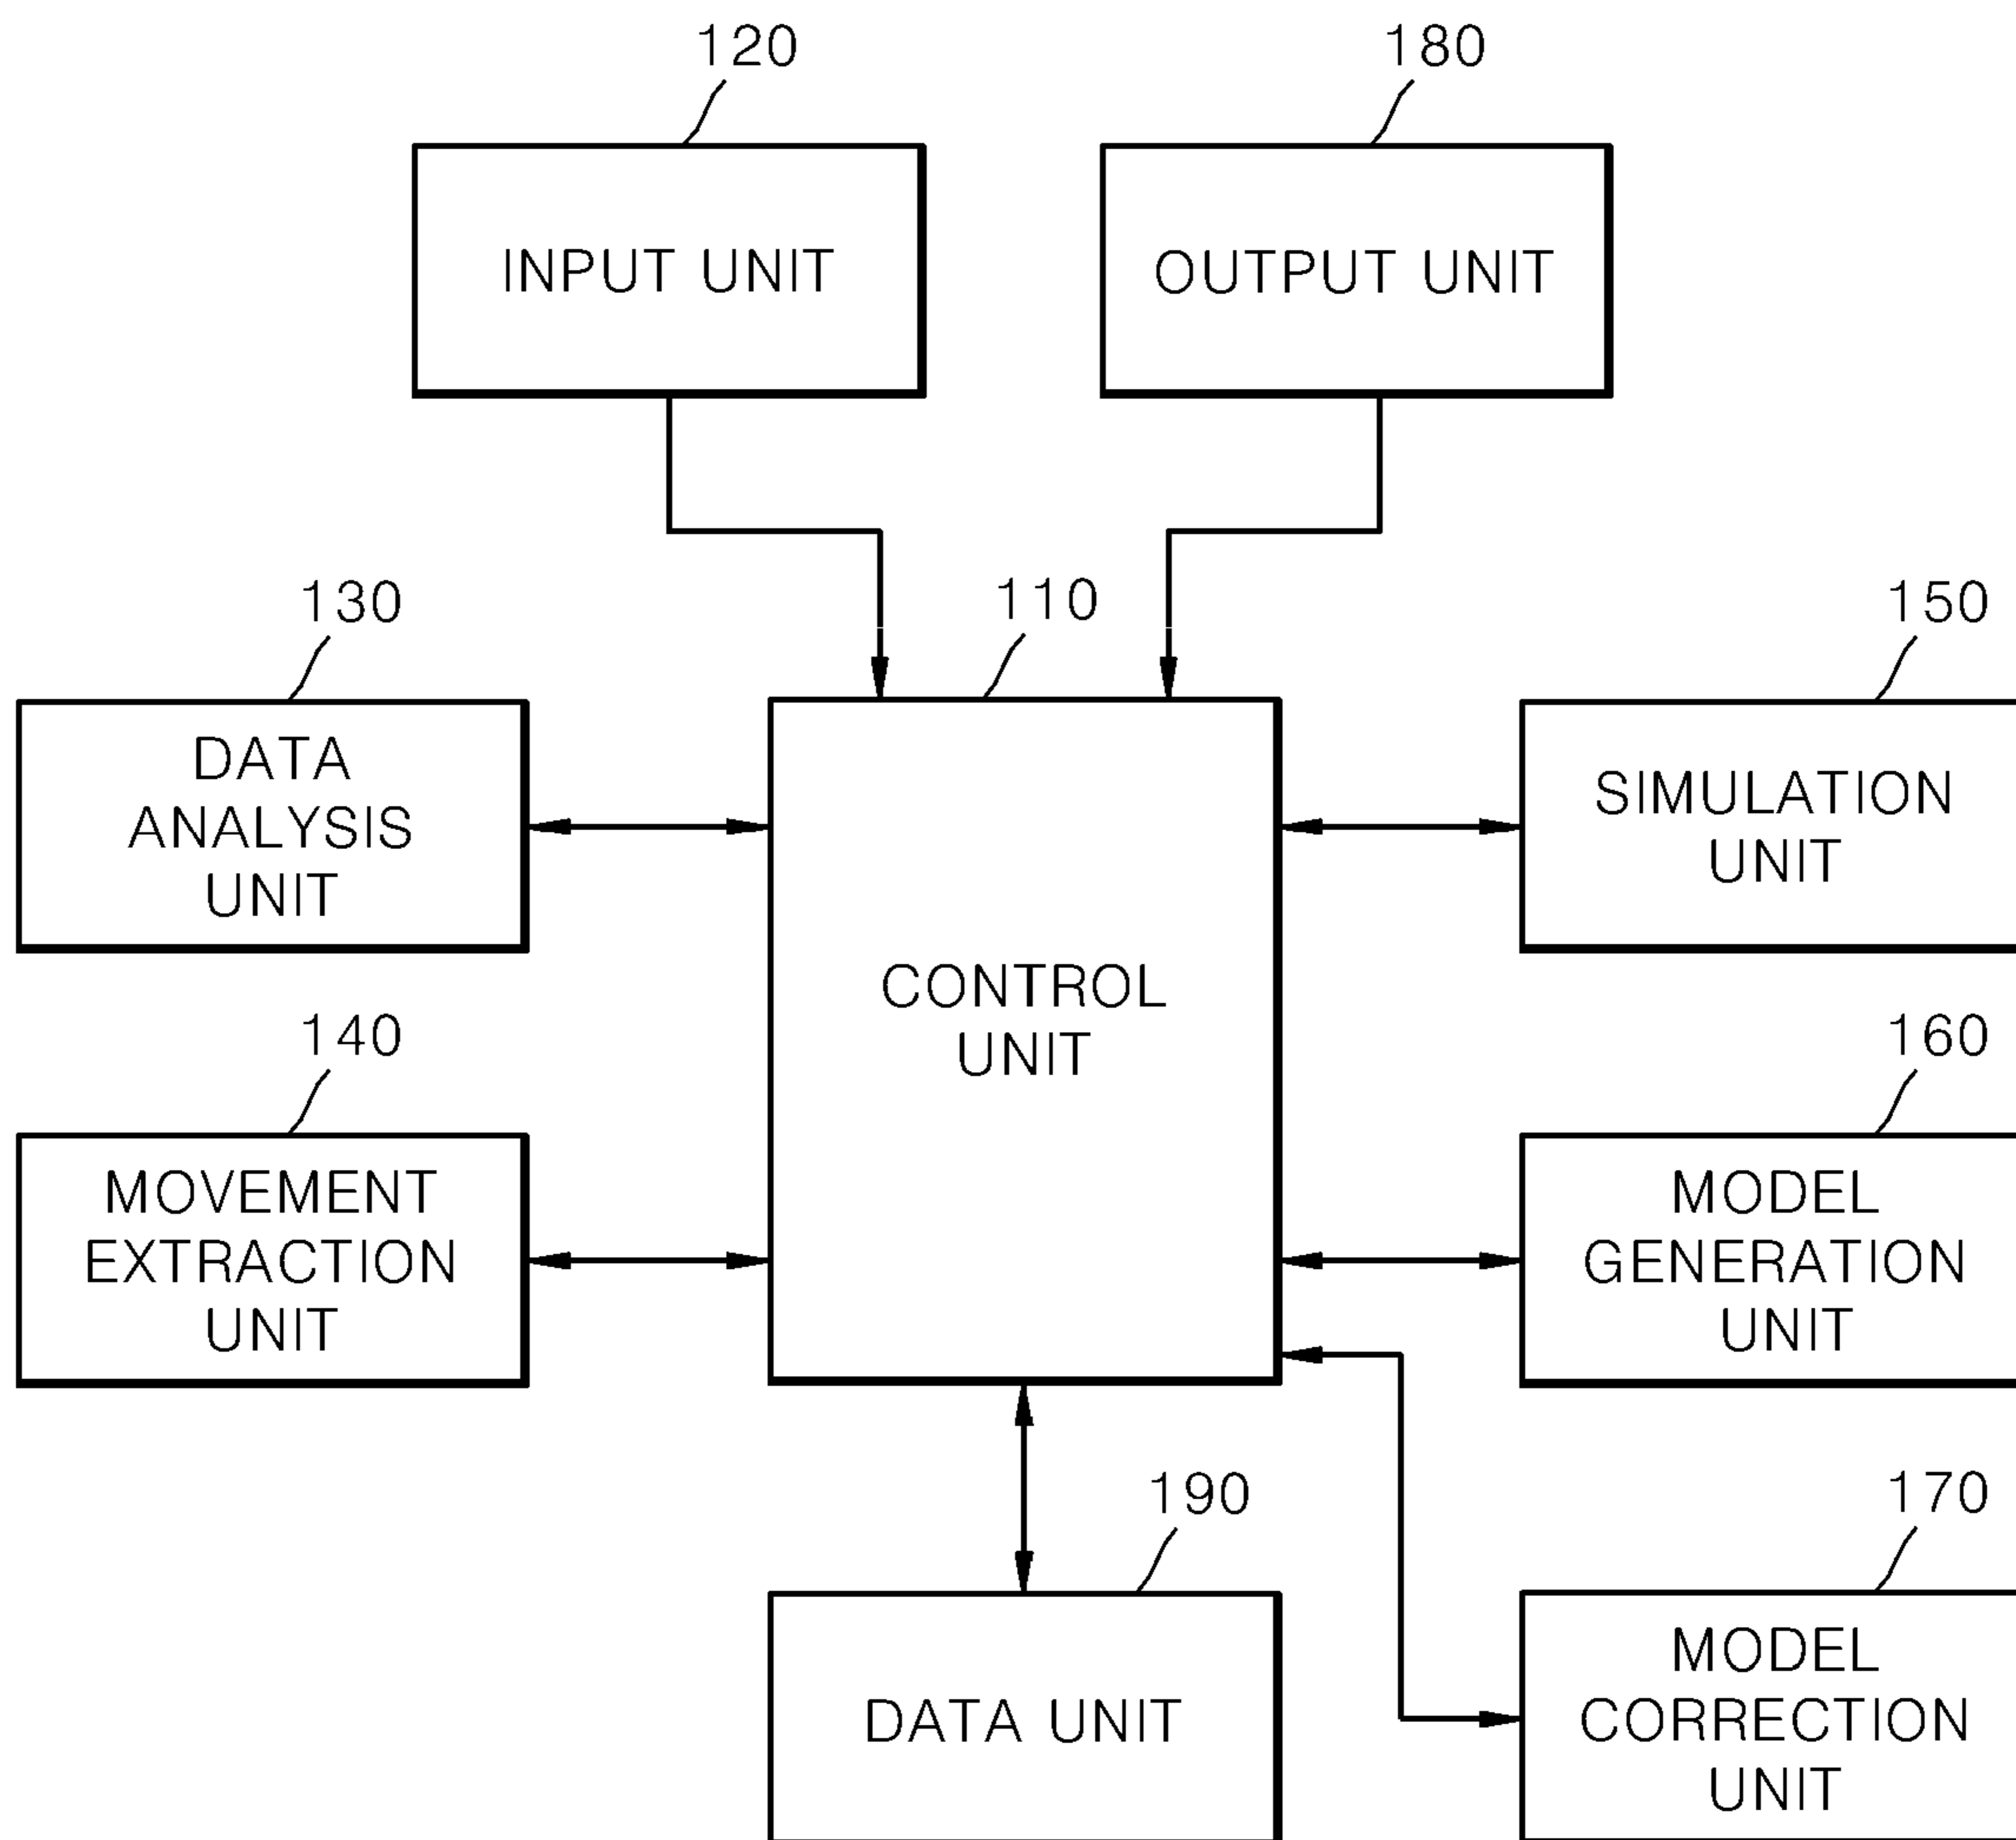 120
180
INPUT UNIT
OUTPUT UNIT
130
110
150
DATA
ANALYSIS
UNIT
SIMULATION
UNIT
CONTROL
UNIT
140
160
MOVEMENT
EXTRACTION
UNIT
MODEL
GENERATION
UNIT
190
170
DATA UNIT
MODEL
CORRECTION
UNIT